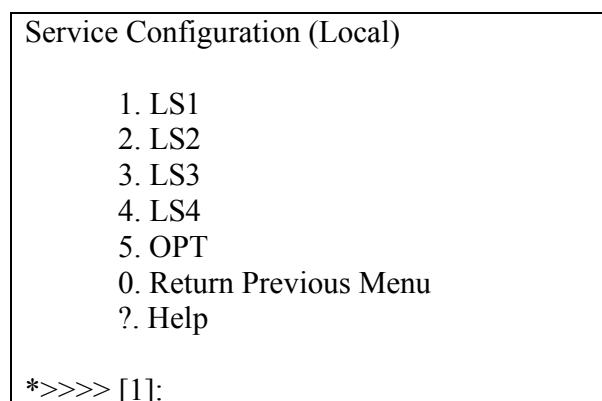 Service Configuration (Local)
1. LS1
2. LS2
3. LS3
4. LS4
5. OPT
0. Return Previous Menu
?. Help
*>>>> [1]: